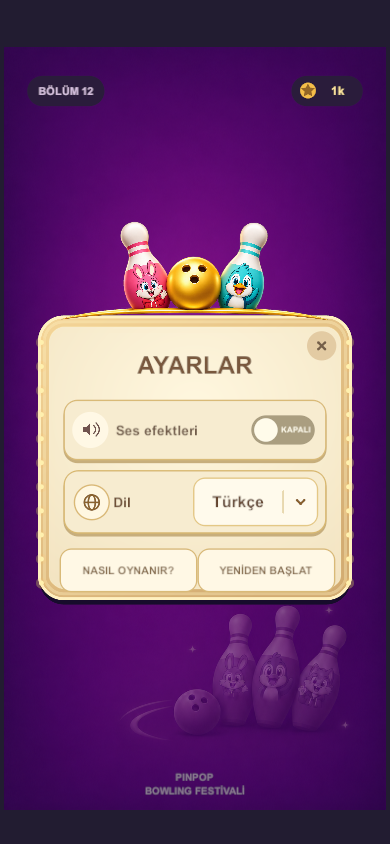 BÖLÜM 12
1k
AYARLAR
Ses efektleri
KAPALI
Dil
Türkçe
NASIL OYNANIR?
YENİDEN BAŞLAT
PINPOP
BOWLING FESTİVALİ